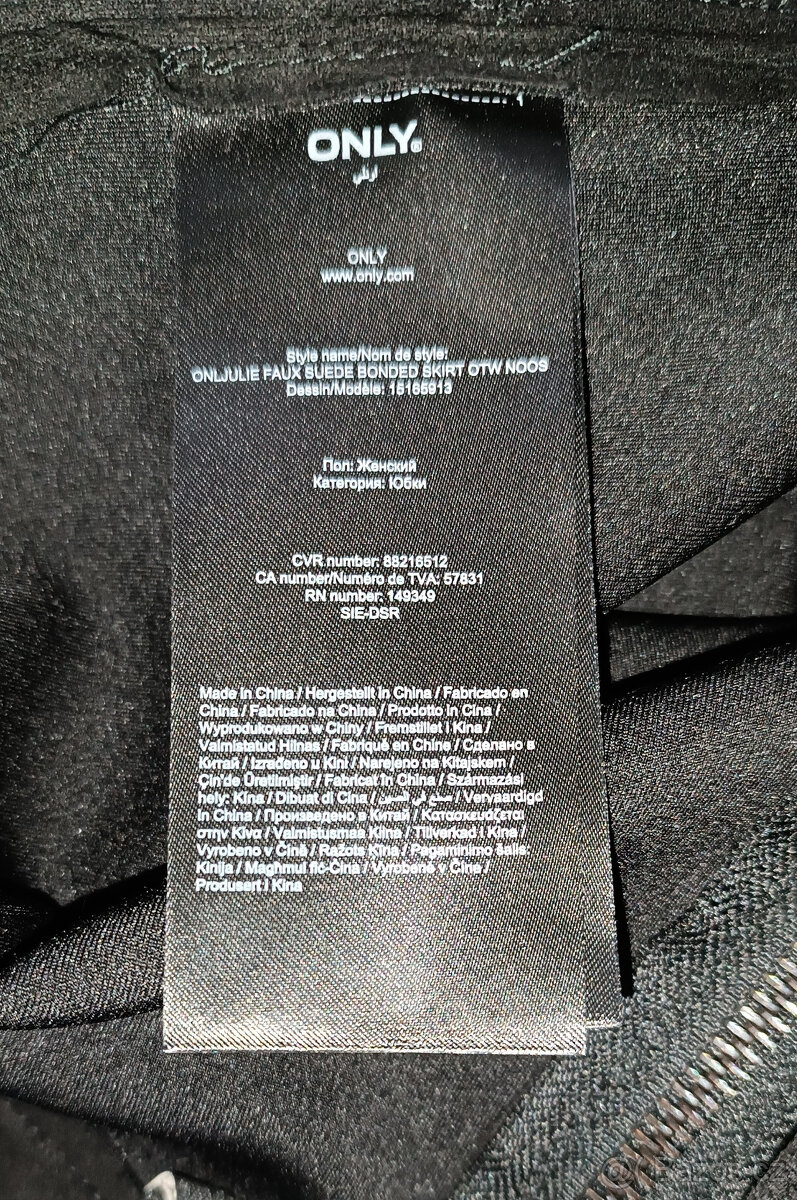 ONLY®
اونلي
ONLY
www.only.com
Style name/Nom de style:
ONLJULIE FAUX SUEDE BONDED SKIRT OTW NOOS
Dessin/Modèle: 15165913
Пол: Женский
Категория: Юбки
CVR number: 88216512
CA number/Numéro de TVA: 57831
RN number: 149349
SIE-DSR
Made in China / Hergestellt in China / Fabricado en
China / Fabricado na China / Prodotto in Cina /
Wyprodukowano w Chiny / Fremstillet i Kina /
Valmistatud Hiinas / Fabriqué en Chine / Сделано в
Китай / Izrađeno u Kini / Narejeno na Kitajskem /
Çin'de Üretilmiştir / Fabricat în China / Származási
hely: Kína / Dibuat di Cina / صنع في الصين / Vervaardigd
in China / Произведено в Китай / Κατασκευάζεται
στην Κίνα / Valmistusmaa Kiina / Tillverkad i Kina /
Vyrobeno v Číně / Ražots Ķīna / Pagaminimo šalis:
Kinija / Magħmul fiċ-Ċina / Vyrobené v Číne /
Produsert i Kina